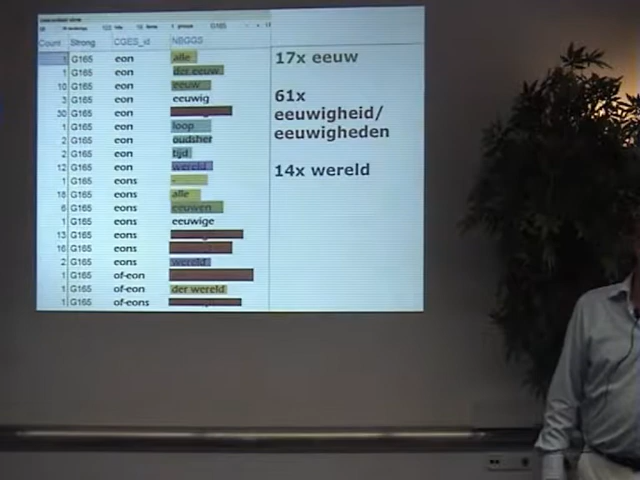 Count Strong CGES_id NBGGS
1 G165 eon alle
1 G165 eon der eeuw
10 G165 eon eeuw
3 G165 eon eeuwig
30 G165 eon
1 G165 eon loop
2 G165 eon oudsher
2 G165 eon tijd
12 G165 eon wereld
1 G165 eons
18 G165 eons alle
6 G165 eons eeuwen
1 G165 eons eeuwige
13 G165 eons
16 G165 eons
2 G165 eons wereld
1 G165 of-eon
1 G165 of-eon der wereld
1 G165 of-eons
17x eeuw
61x
eeuwigheid/
eeuwigheden
14x wereld